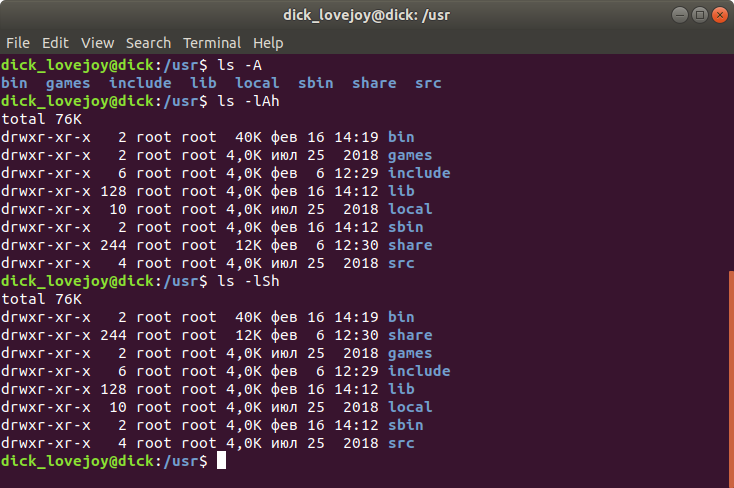 dick_lovejoy@dick: /usr
File Edit View Search Terminal Help
dick_lovejoy@dick:/usr$ ls -A
bin  games  include  lib  local  sbin  share  src
dick_lovejoy@dick:/usr$ ls -lAh
total 76K
drwxr-xr-x   2 root root  40K фев 16 14:19 bin
drwxr-xr-x   2 root root 4,0K июл 25  2018 games
drwxr-xr-x   6 root root 4,0K фев  6 12:29 include
drwxr-xr-x 128 root root 4,0K фев 16 14:12 lib
drwxr-xr-x  10 root root 4,0K июл 25  2018 local
drwxr-xr-x   2 root root 4,0K фев 16 14:12 sbin
drwxr-xr-x 244 root root  12K фев  6 12:30 share
drwxr-xr-x   4 root root 4,0K июл 25  2018 src
dick_lovejoy@dick:/usr$ ls -lSh
total 76K
drwxr-xr-x   2 root root  40K фев 16 14:19 bin
drwxr-xr-x 244 root root  12K фев  6 12:30 share
drwxr-xr-x   2 root root 4,0K июл 25  2018 games
drwxr-xr-x   6 root root 4,0K фев  6 12:29 include
drwxr-xr-x 128 root root 4,0K фев 16 14:12 lib
drwxr-xr-x  10 root root 4,0K июл 25  2018 local
drwxr-xr-x   2 root root 4,0K фев 16 14:12 sbin
drwxr-xr-x   4 root root 4,0K июл 25  2018 src
dick_lovejoy@dick:/usr$